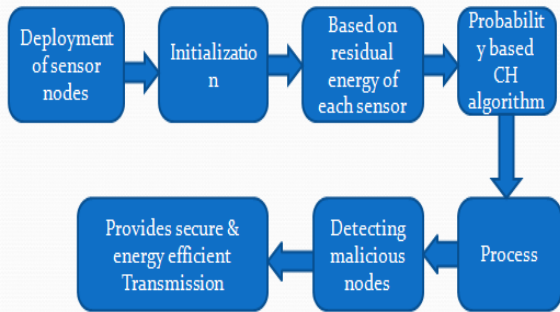 Deployment
of sensor
nodes
Initializatio
n
Based on
residual
energy of
each sensor
Probabilit
y based
CH
algorithm
Process
Detecting
malicious
nodes
Provides secure &
energy efficient
Transmission